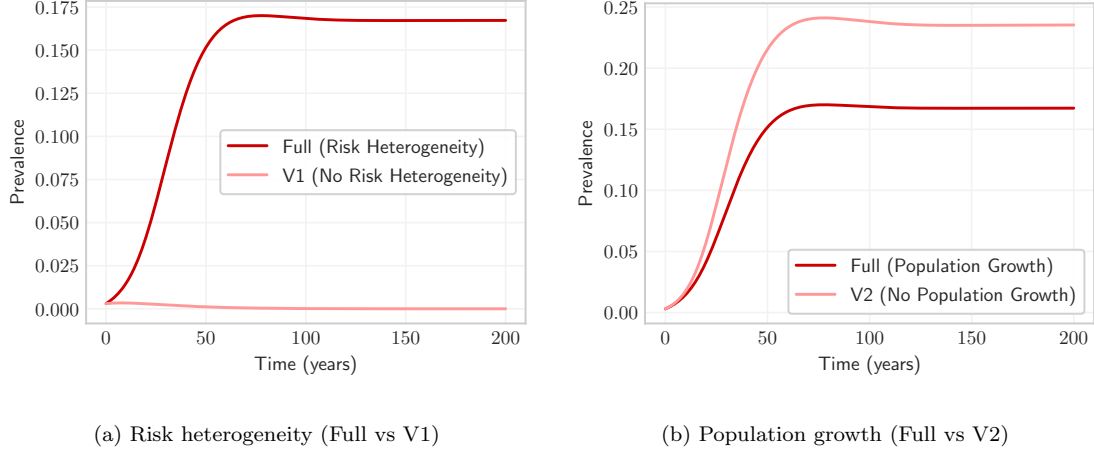 0.175
0.150
0.125
0.100
0.075
0.050
0.025
0.000
Prevalence
Full (Risk Heterogeneity)
V1 (No Risk Heterogeneity)
0 50 100 150 200
Time (years)
(a) Risk heterogeneity (Full vs V1)
0.25
0.20
0.15
0.10
0.05
0.00
Prevalence
Full (Population Growth)
V2 (No Population Growth)
0 50 100 150 200
Time (years)
(b) Population growth (Full vs V2)